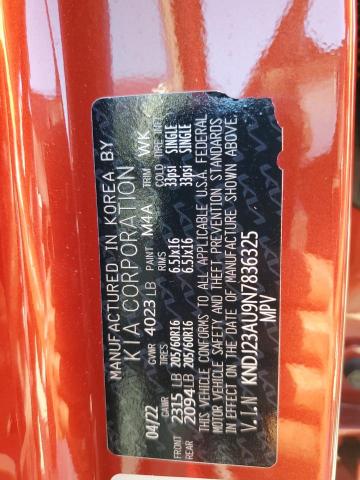 MANUFACTURED IN KOREA BY
KIA CORPORATION
04/22 GVWR 4023 LB PAINT M4A TRIM WK
GAWR TIRES RIMS COLD TIRE INFL
FRONT 2315 LB 205/60R16 6.5Jx16 33psi SINGLE
REAR 2094 LB 205/60R16 6.5Jx16 33psi SINGLE
THIS VEHICLE CONFORMS TO ALL APPLICABLE U.S.A. FEDERAL
MOTOR VEHICLE SAFETY AND THEFT PREVENTION STANDARDS
IN EFFECT ON THE DATE OF MANUFACTURE SHOWN ABOVE.
V.I.N KNDJ23AU9N7836325
MPV